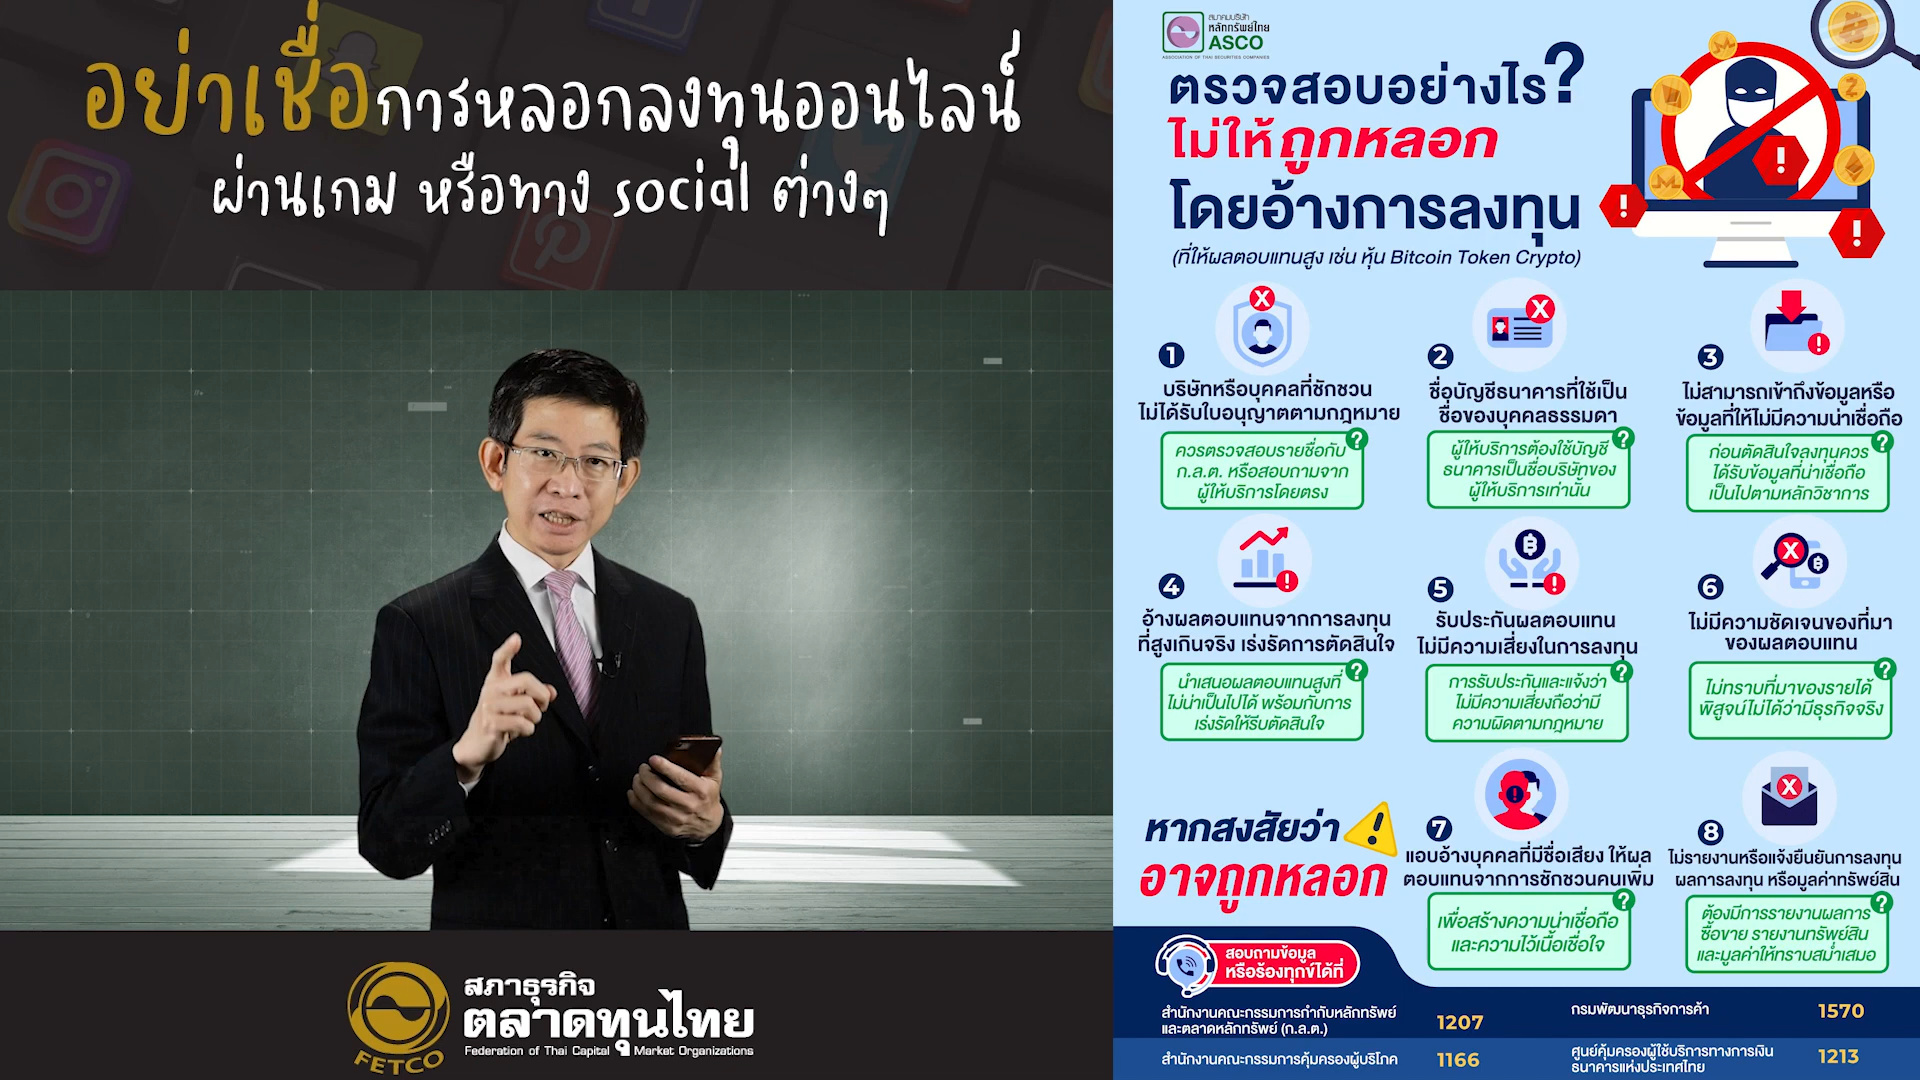 อย่าเชื่อการหลอกลงทุนออนไลน์
ผ่านเกม หรือทาง social ต่างๆ
FETCO
สภาธุรกิจ
ตลาดทุนไทย
Federation of Thai Capital Market Organizations
สมาคมบริษัท
หลักทรัพย์ไทย
ASCO
ASSOCIATION OF THAI SECURITIES COMPANIES
ตรวจสอบอย่างไร?
ไม่ให้ถูกหลอก
โดยอ้างการลงทุน
(ที่ให้ผลตอบแทนสูง เช่น หุ้น Bitcoin Token Crypto)
1
บริษัทหรือบุคคลที่ชักชวน
ไม่ได้รับใบอนุญาตตามกฎหมาย
ควรตรวจสอบรายชื่อกับ
ก.ล.ต. หรือสอบถามจาก
ผู้ให้บริการโดยตรง
2
ชื่อบัญชีธนาคารที่ใช้เป็น
ชื่อของบุคคลธรรมดา
ผู้ให้บริการต้องใช้บัญชี
ธนาคารเป็นชื่อบริษัทของ
ผู้ให้บริการเท่านั้น
3
ไม่สามารถเข้าถึงข้อมูลหรือ
ข้อมูลที่ให้ไม่มีความน่าเชื่อถือ
ก่อนตัดสินใจลงทุนควร
ได้รับข้อมูลที่น่าเชื่อถือ
เป็นไปตามหลักวิชาการ
4
อ้างผลตอบแทนจากการลงทุน
ที่สูงเกินจริง เร่งรัดการตัดสินใจ
นำเสนอผลตอบแทนสูงที่
ไม่น่าเป็นไปได้ พร้อมกับการ
เร่งรัดให้รีบตัดสินใจ
5
รับประกันผลตอบแทน
ไม่มีความเสี่ยงในการลงทุน
การรับประกันและแจ้งว่า
ไม่มีความเสี่ยงถือว่ามี
ความผิดตามกฎหมาย
6
ไม่มีความชัดเจนของที่มา
ของผลตอบแทน
ไม่ทราบที่มาของรายได้
พิสูจน์ไม่ได้ว่ามีธุรกิจจริง
หากสงสัยว่า
อาจถูกหลอก
7
แอบอ้างบุคคลที่มีชื่อเสียง ให้ผล
ตอบแทนจากการชักชวนคนเพิ่ม
เพื่อสร้างความน่าเชื่อถือ
และความไว้เนื้อเชื่อใจ
8
ไม่รายงานหรือแจ้งยืนยันการลงทุน
ผลการลงทุน หรือมูลค่าทรัพย์สิน
ต้องมีการรายงานผลการ
ซื้อขาย รายงานทรัพย์สิน
และมูลค่าให้ทราบสม่ำเสมอ
สอบถามข้อมูล
หรือร้องทุกข์ได้ที่
สำนักงานคณะกรรมการกำกับหลักทรัพย์
และตลาดหลักทรัพย์ (ก.ล.ต.) 1207
กรมพัฒนาธุรกิจการค้า 1570
สำนักงานคณะกรรมการคุ้มครองผู้บริโภค 1166
ศูนย์คุ้มครองผู้ใช้บริการทางการเงิน
ธนาคารแห่งประเทศไทย 1213